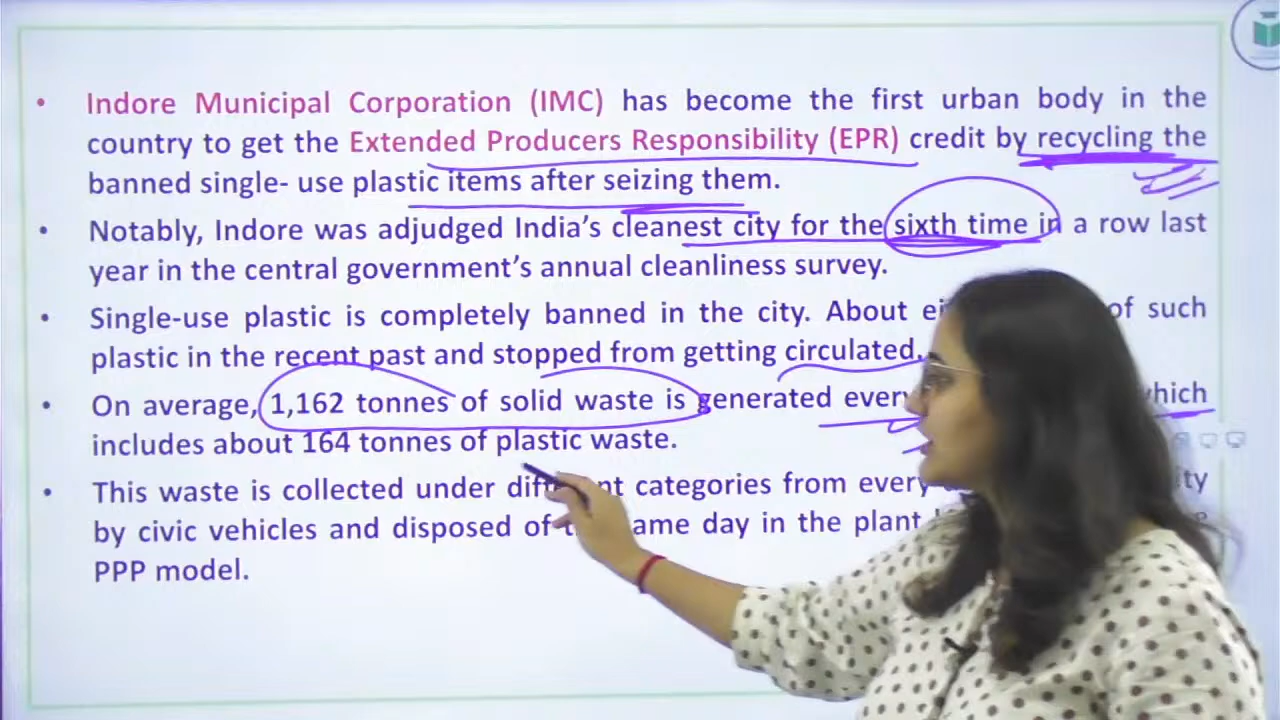 • Indore Municipal Corporation (IMC) has become the first urban body in the
country to get the Extended Producers Responsibility (EPR) credit by recycling the
banned single- use plastic items after seizing them.
• Notably, Indore was adjudged India's cleanest city for the sixth time in a row last
year in the central government's annual cleanliness survey.
• Single-use plastic is completely banned in the city. About of such
plastic in the recent past and stopped from getting circulated.
• On average, 1,162 tonnes of solid waste is generated which
includes about 164 tonnes of plastic waste.
• This waste is collected under different categories from every
by civic vehicles and disposed of same day in the plant
PPP model.